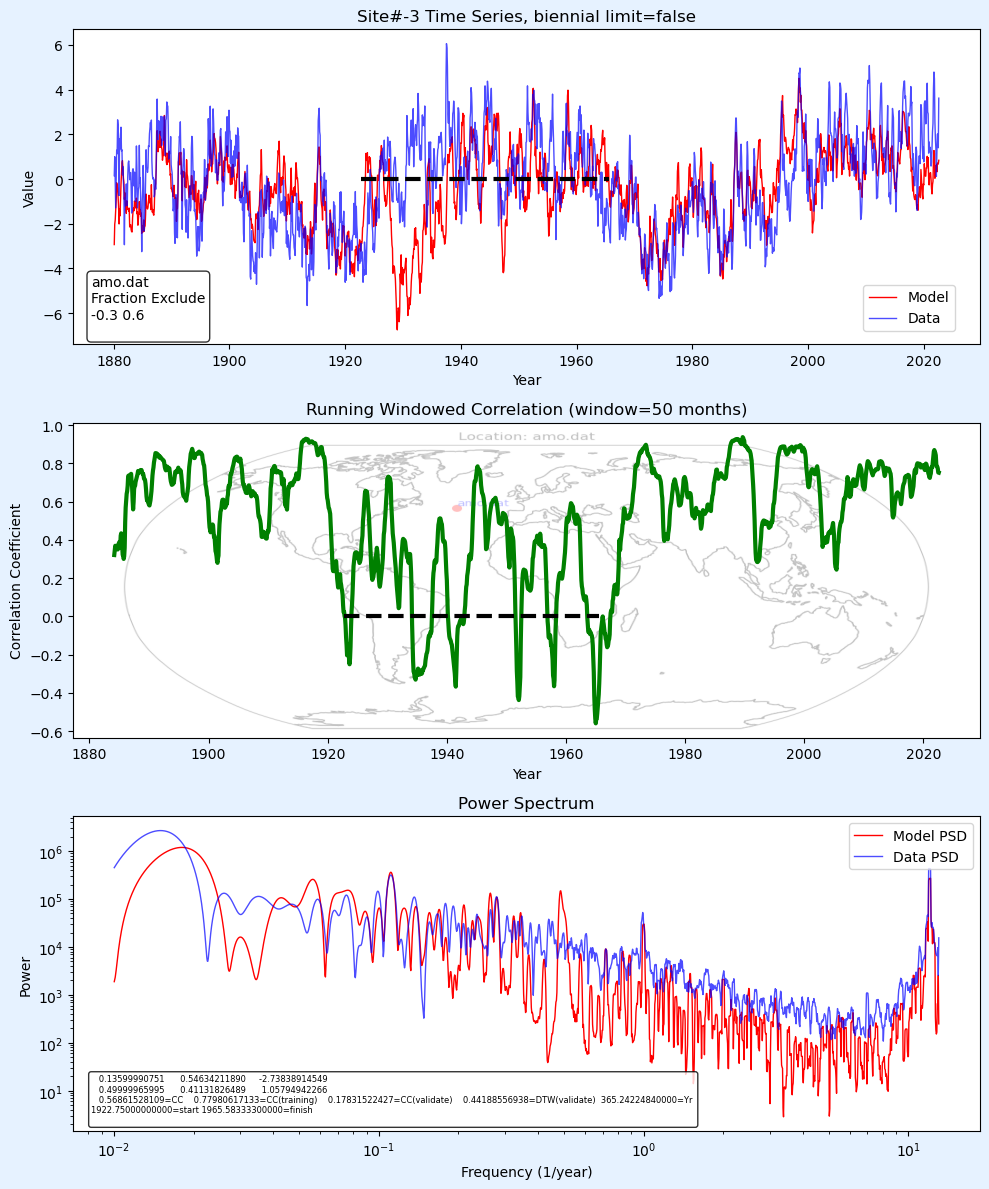 Site#-3 Time Series, biennial limit=false
Value
6
4
2
0
−2
−4
−6
amo.dat
Fraction Exclude
-0.3 0.6
Model
Data
1880 1900 1920 1940 1960 1980 2000 2020
Year
Running Windowed Correlation (window=50 months)
Location: amo.dat
Correlation Coefficient
1.0
0.8
0.6
0.4
0.2
0.0
−0.2
−0.4
−0.6
1880 1900 1920 1940 1960 1980 2000 2020
Year
Power Spectrum
Power
10⁶
10⁵
10⁴
10³
10²
10¹
Model PSD
Data PSD
0.13599990751 0.54634211890 -2.73838914549
0.49999965995 0.41131826489 1.05794942266
0.56861528109=CC 0.77980617133=CC(training) 0.17831522427=CC(validate) 0.44188556938=DTW(validate) 365.24224840000=Yr
1922.75000000000=start 1965.58333300000=finish
10⁻² 10⁻¹ 10⁰ 10¹
Frequency (1/year)